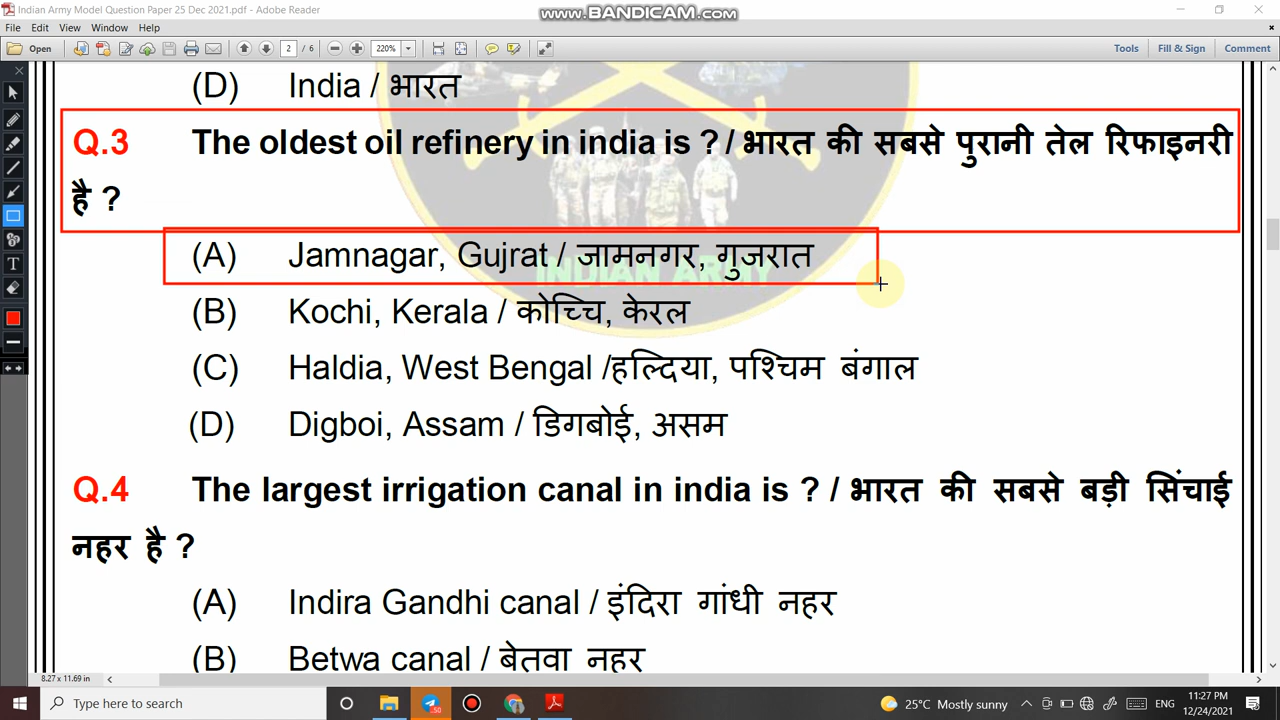 Indian Army Model Question Paper 25 Dec 2021.pdf - Adobe Reader
www.BANDICAM.com
File Edit View Window Help
Open 2 / 6 220% Tools Fill & Sign Comment
(D) India / भारत
Q.3 The oldest oil refinery in india is ? / भारत की सबसे पुरानी तेल रिफाइनरी
है ?
(A) Jamnagar, Gujrat / जामनगर, गुजरात
INDIAN ARMY
(B) Kochi, Kerala / कोच्चि, केरल
(C) Haldia, West Bengal /हल्दिया, पश्चिम बंगाल
(D) Digboi, Assam / डिगबोई, असम
Q.4 The largest irrigation canal in india is ? / भारत की सबसे बड़ी सिंचाई
नहर है ?
(A) Indira Gandhi canal / इंदिरा गांधी नहर
(B) Betwa canal / बेतवा नहर
8.27 x 11.69 in
Type here to search 25°C Mostly sunny ENG 11:27 PM
12/24/2021